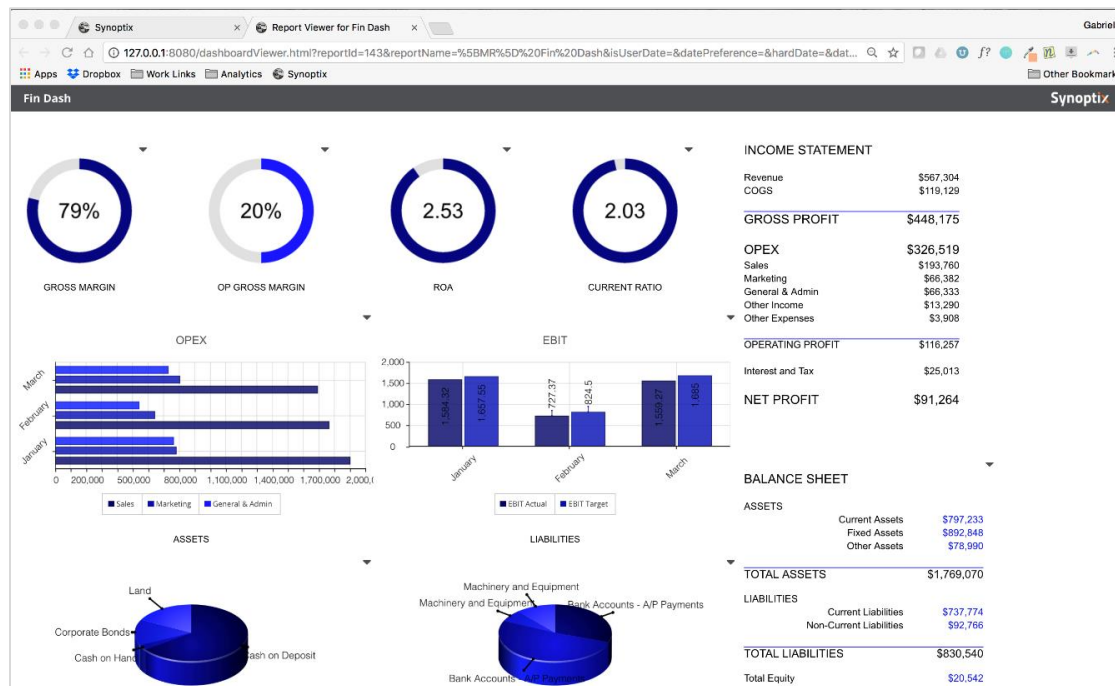 Synoptix
Report Viewer for Fin Dash
Gabriel
127.0.0.1:8080/dashboardViewer.html?reportId=143&reportName=%5BMR%5D%20Fin%20Dash&isUserDate=&datePreference=&hardDate=&dat...
f?
Apps Dropbox Work Links Analytics Synoptix Other Bookmark
Fin Dash Synoptix
79% 20% 2.53 2.03
GROSS MARGIN OP GROSS MARGIN ROA CURRENT RATIO
OPEX
March
February
January
0 200,000 400,000 600,000 800,000 1,100,000 1,400,000 1,700,000 2,000,(
Sales Marketing General & Admin
EBIT
2,000
1,500
1,000
500
0
1,584.32 1,657.55 727.37 824.5 1,559.27 1,685
January February March
EBIT Actual EBIT Target
ASSETS
Land
Corporate Bonds
Cash on Hand
Cash on Deposit
LIABILITIES
Machinery and Equipment
Machinery and Equipment
Bank Accounts - A/P Payments
Bank Accounts - A/P Payments
INCOME STATEMENT
Revenue $567,304
COGS $119,129
GROSS PROFIT $448,175
OPEX $326,519
Sales $193,760
Marketing $66,382
General & Admin $66,333
Other Income $13,290
Other Expenses $3,908
OPERATING PROFIT $116,257
Interest and Tax $25,013
NET PROFIT $91,264
BALANCE SHEET
ASSETS
Current Assets $797,233
Fixed Assets $892,848
Other Assets $78,990
TOTAL ASSETS $1,769,070
LIABILITIES
Current Liabilities $737,774
Non-Current Liabilities $92,766
TOTAL LIABILITIES $830,540
Total Equity $20,542